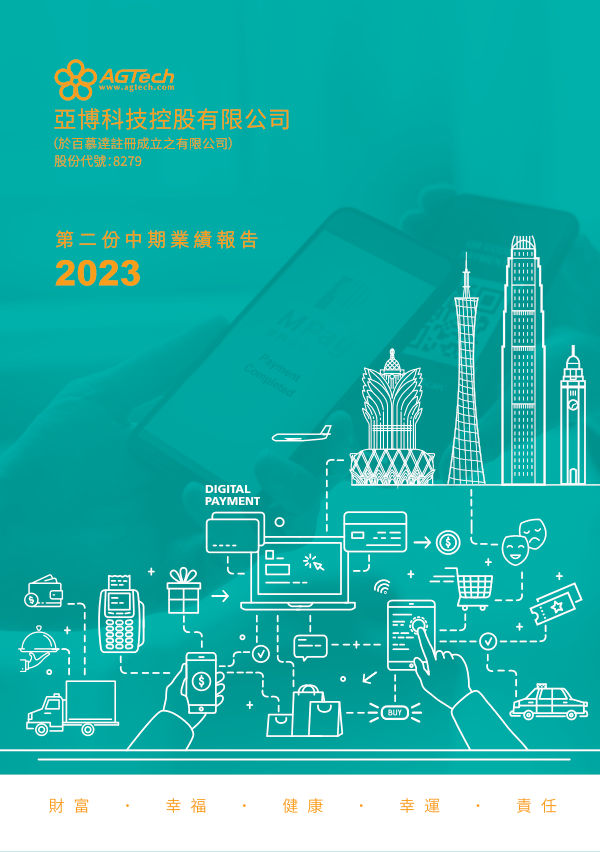 AGTech
www.agtech.com
亞博科技控股有限公司
(於百慕達註冊成立之有限公司)
股份代號：8279
第二份中期業績報告
2023
Payment
Completed
DIGITAL
PAYMENT
BUY
財富 · 幸福 · 健康 · 幸運 · 責任